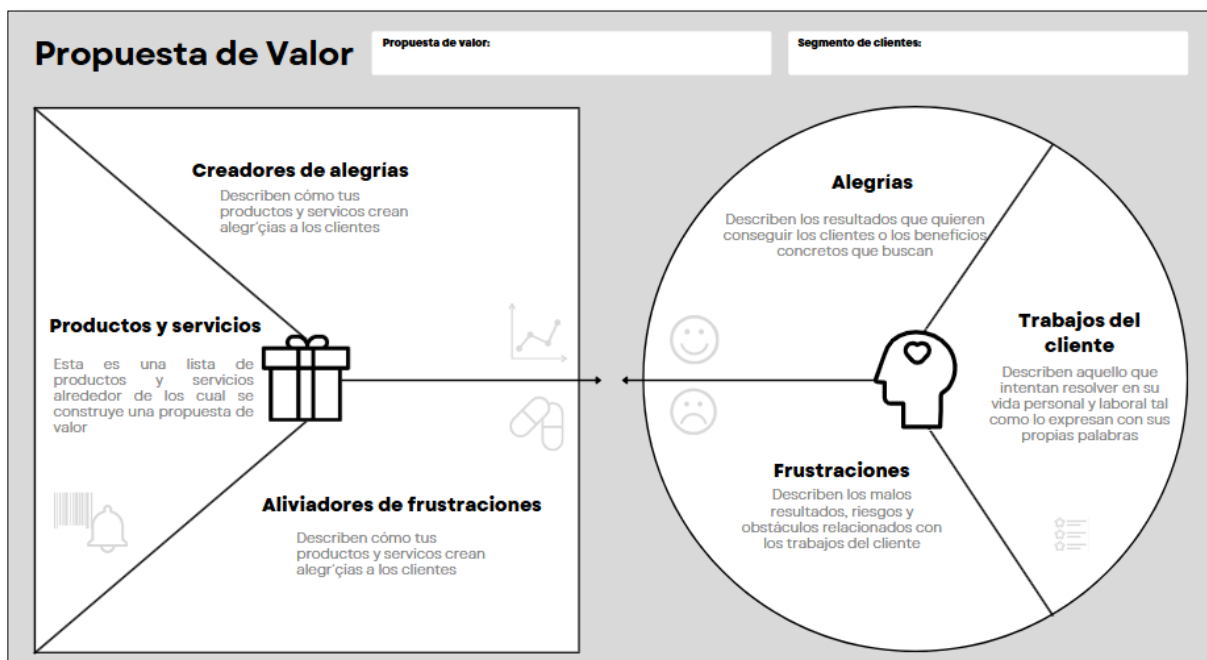 Propuesta de Valor
Propuesta de valor:
Segmento de clientes:
Creadores de alegrías
Describen cómo tus
productos y servicos crean
alegr'çias a los clientes
Productos y servicios
Esta es una lista de
productos y servicios
alrededor de los cual se
construye una propuesta de
valor
Aliviadores de frustraciones
Describen cómo tus
productos y servicos crean
alegr'çias a los clientes
Alegrías
Describen los resultados que quieren
conseguir los clientes o los beneficios
concretos que buscan
Trabajos del
cliente
Describen aquello que
intentan resolver en su
vida personal y laboral tal
como lo expresan con sus
propias palabras
Frustraciones
Describen los malos
resultados, riesgos y
obstáculos relacionados con
los trabajos del cliente